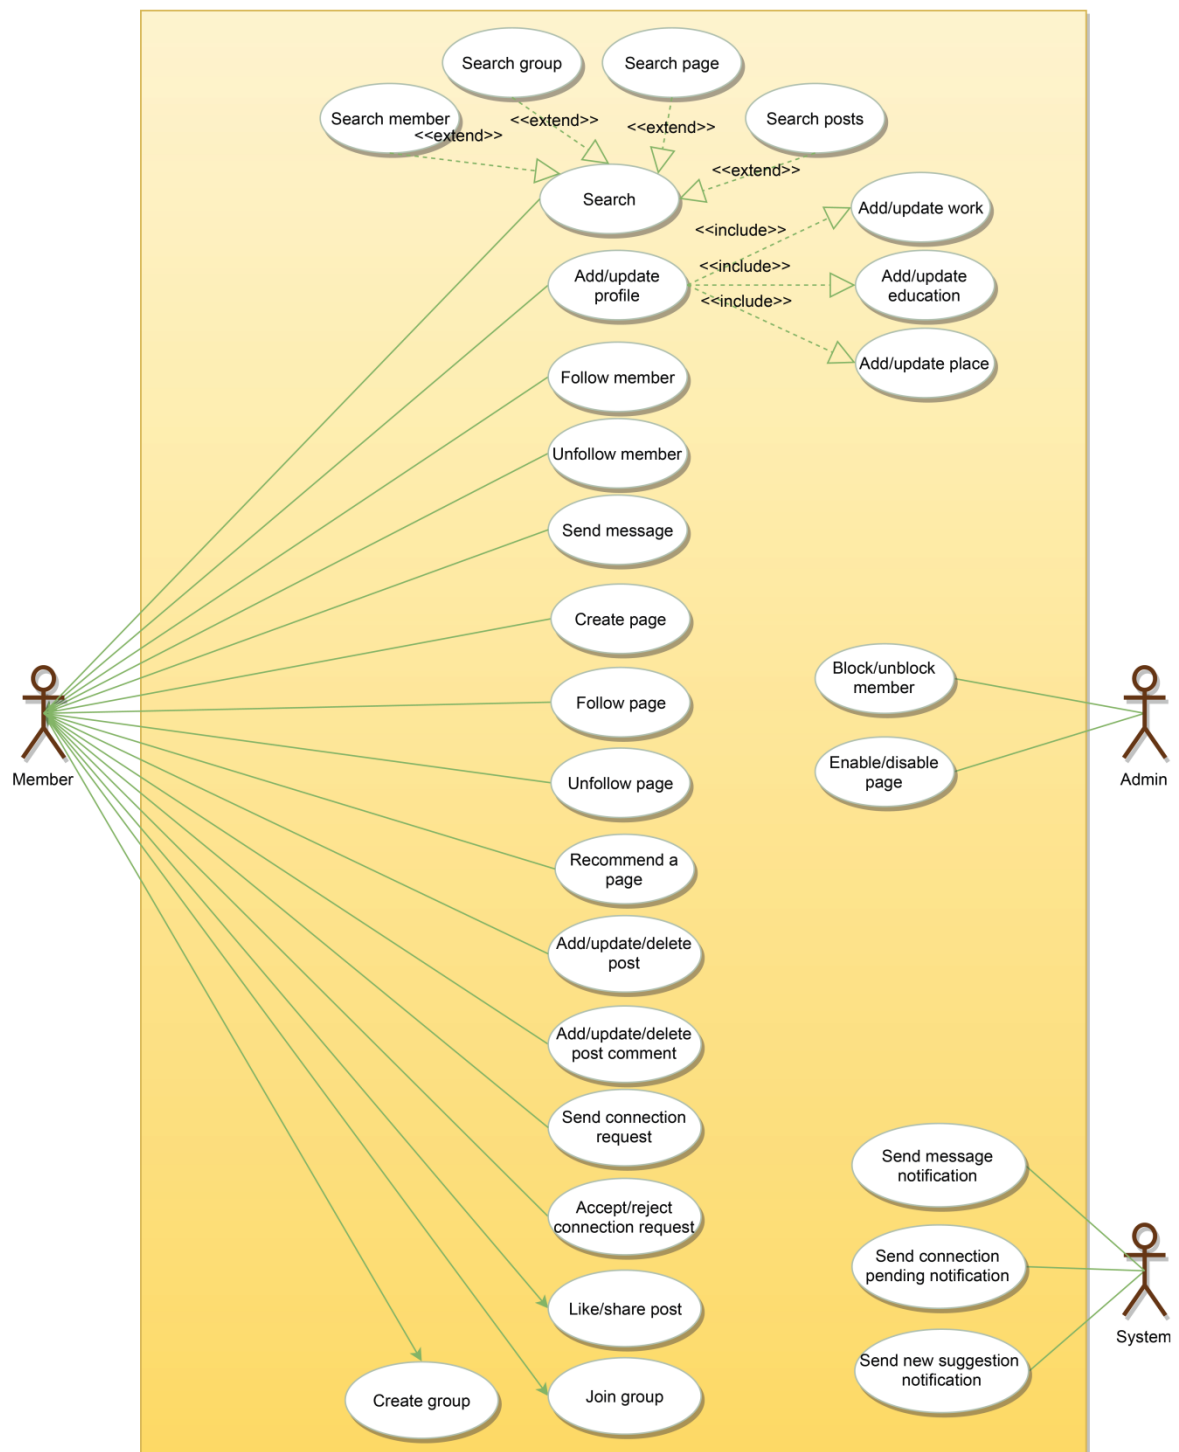 Search group
Search page
Search member
Search posts
<<extend>>
<<extend>>
<<extend>>
<<extend>>
Search
Add/update work
<<include>>
Add/update
profile
<<include>>
Add/update
education
<<include>>
Add/update place
Follow member
Unfollow member
Send message
Create page
Block/unblock
member
Follow page
Member
Unfollow page
Enable/disable
page
Admin
Recommend a
page
Add/update/delete
post
Add/update/delete
post comment
Send connection
request
Send message
notification
Accept/reject
connection request
Send connection
pending notification
Like/share post
System
Send new suggestion
notification
Create group
Join group